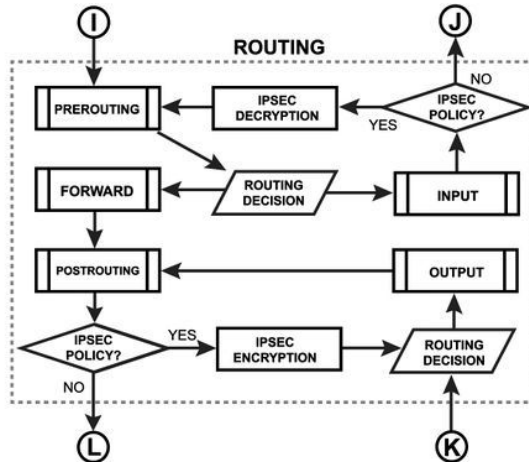 I
J
ROUTING
NO
PREROUTING
IPSEC
DECRYPTION
YES
IPSEC
POLICY?
FORWARD
ROUTING
DECISION
INPUT
POSTROUTING
OUTPUT
IPSEC
POLICY?
YES
IPSEC
ENCRYPTION
ROUTING
DECISION
NO
L
K